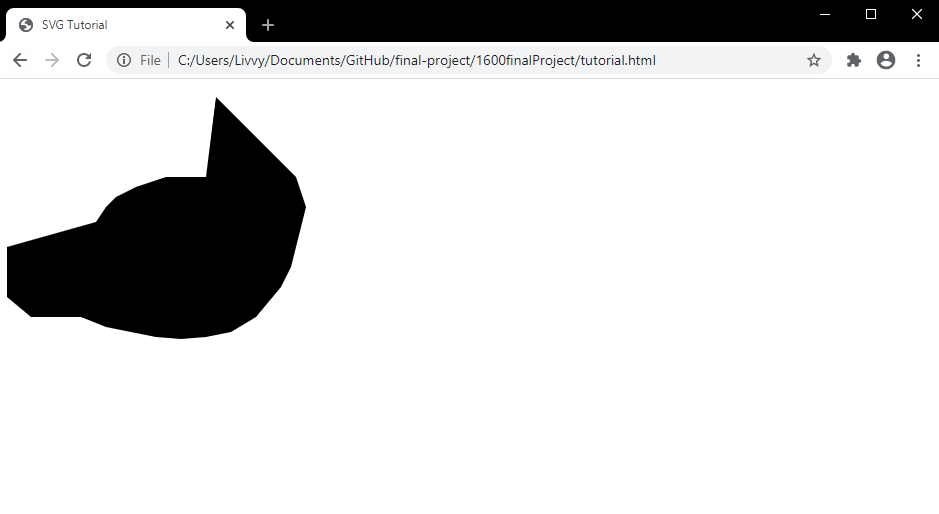 SVG Tutorial
File C:/Users/Livvy/Documents/GitHub/final-project/1600finalProject/tutorial.html